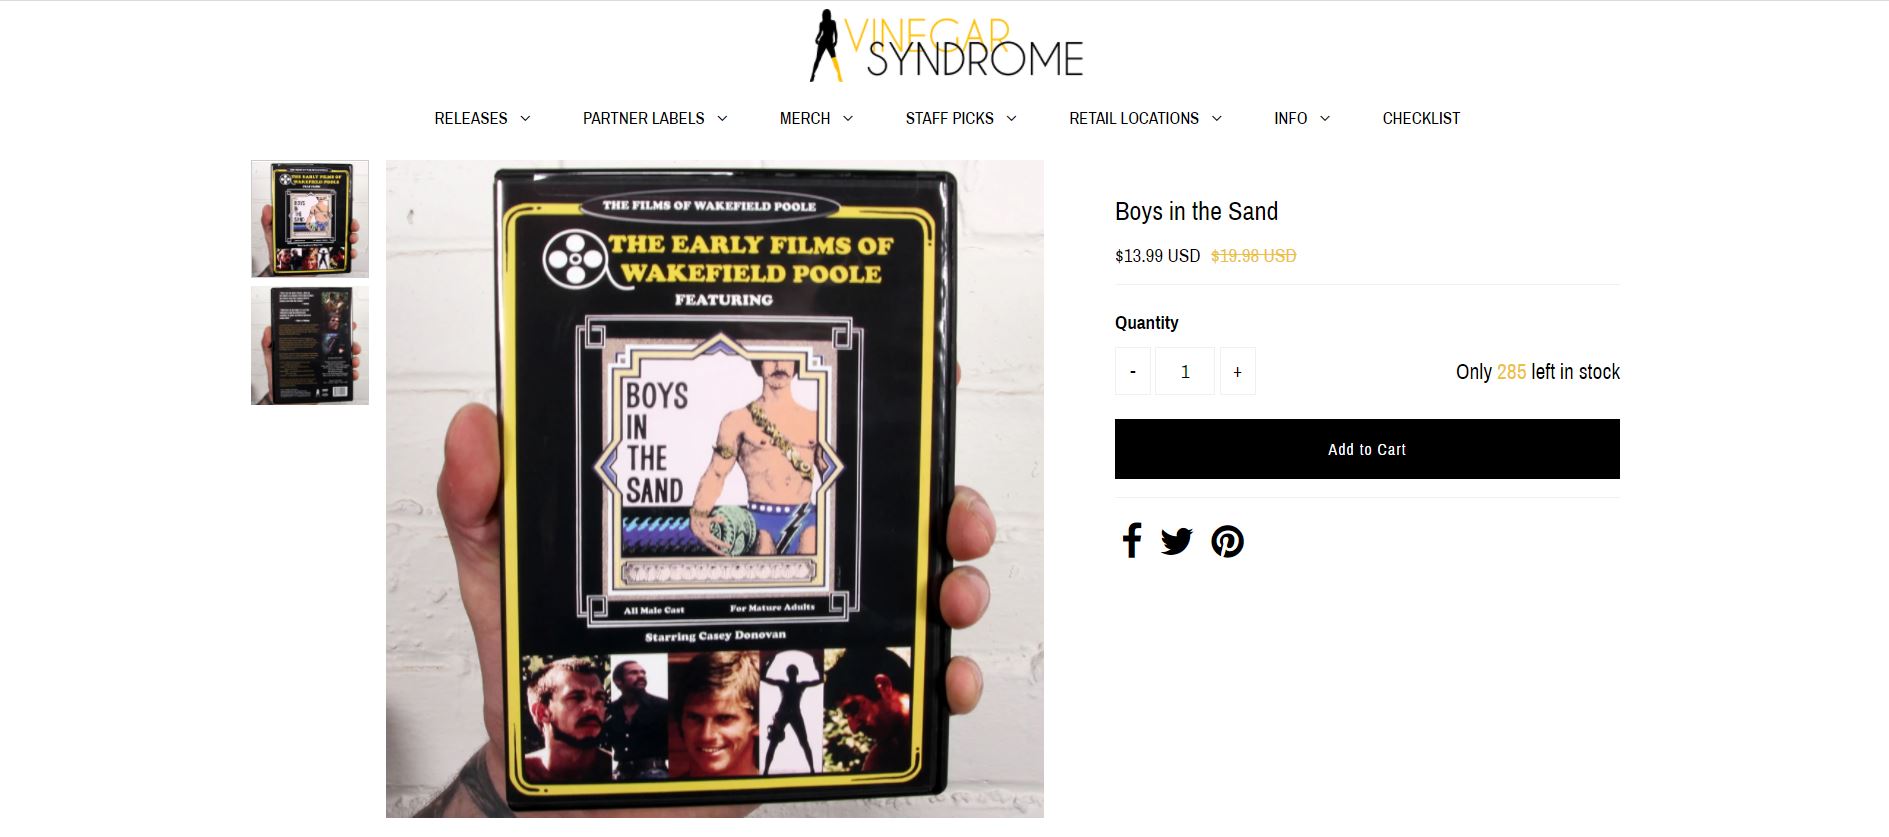 VINEGAR
SYNDROME
RELEASES
PARTNER LABELS
MERCH
STAFF PICKS
RETAIL LOCATIONS
INFO
CHECKLIST
THE FILMS OF WAKEFIELD POOLE
THE EARLY FILMS OF
WAKEFIELD POOLE
FEATURING
BOYS
IN
THE
SAND
All Male Cast
For Mature Adults
Starring Casey Donovan
Boys in the Sand
$13.99 USD $19.98 USD
Quantity
- 1 +
Only 285 left in stock
Add to Cart